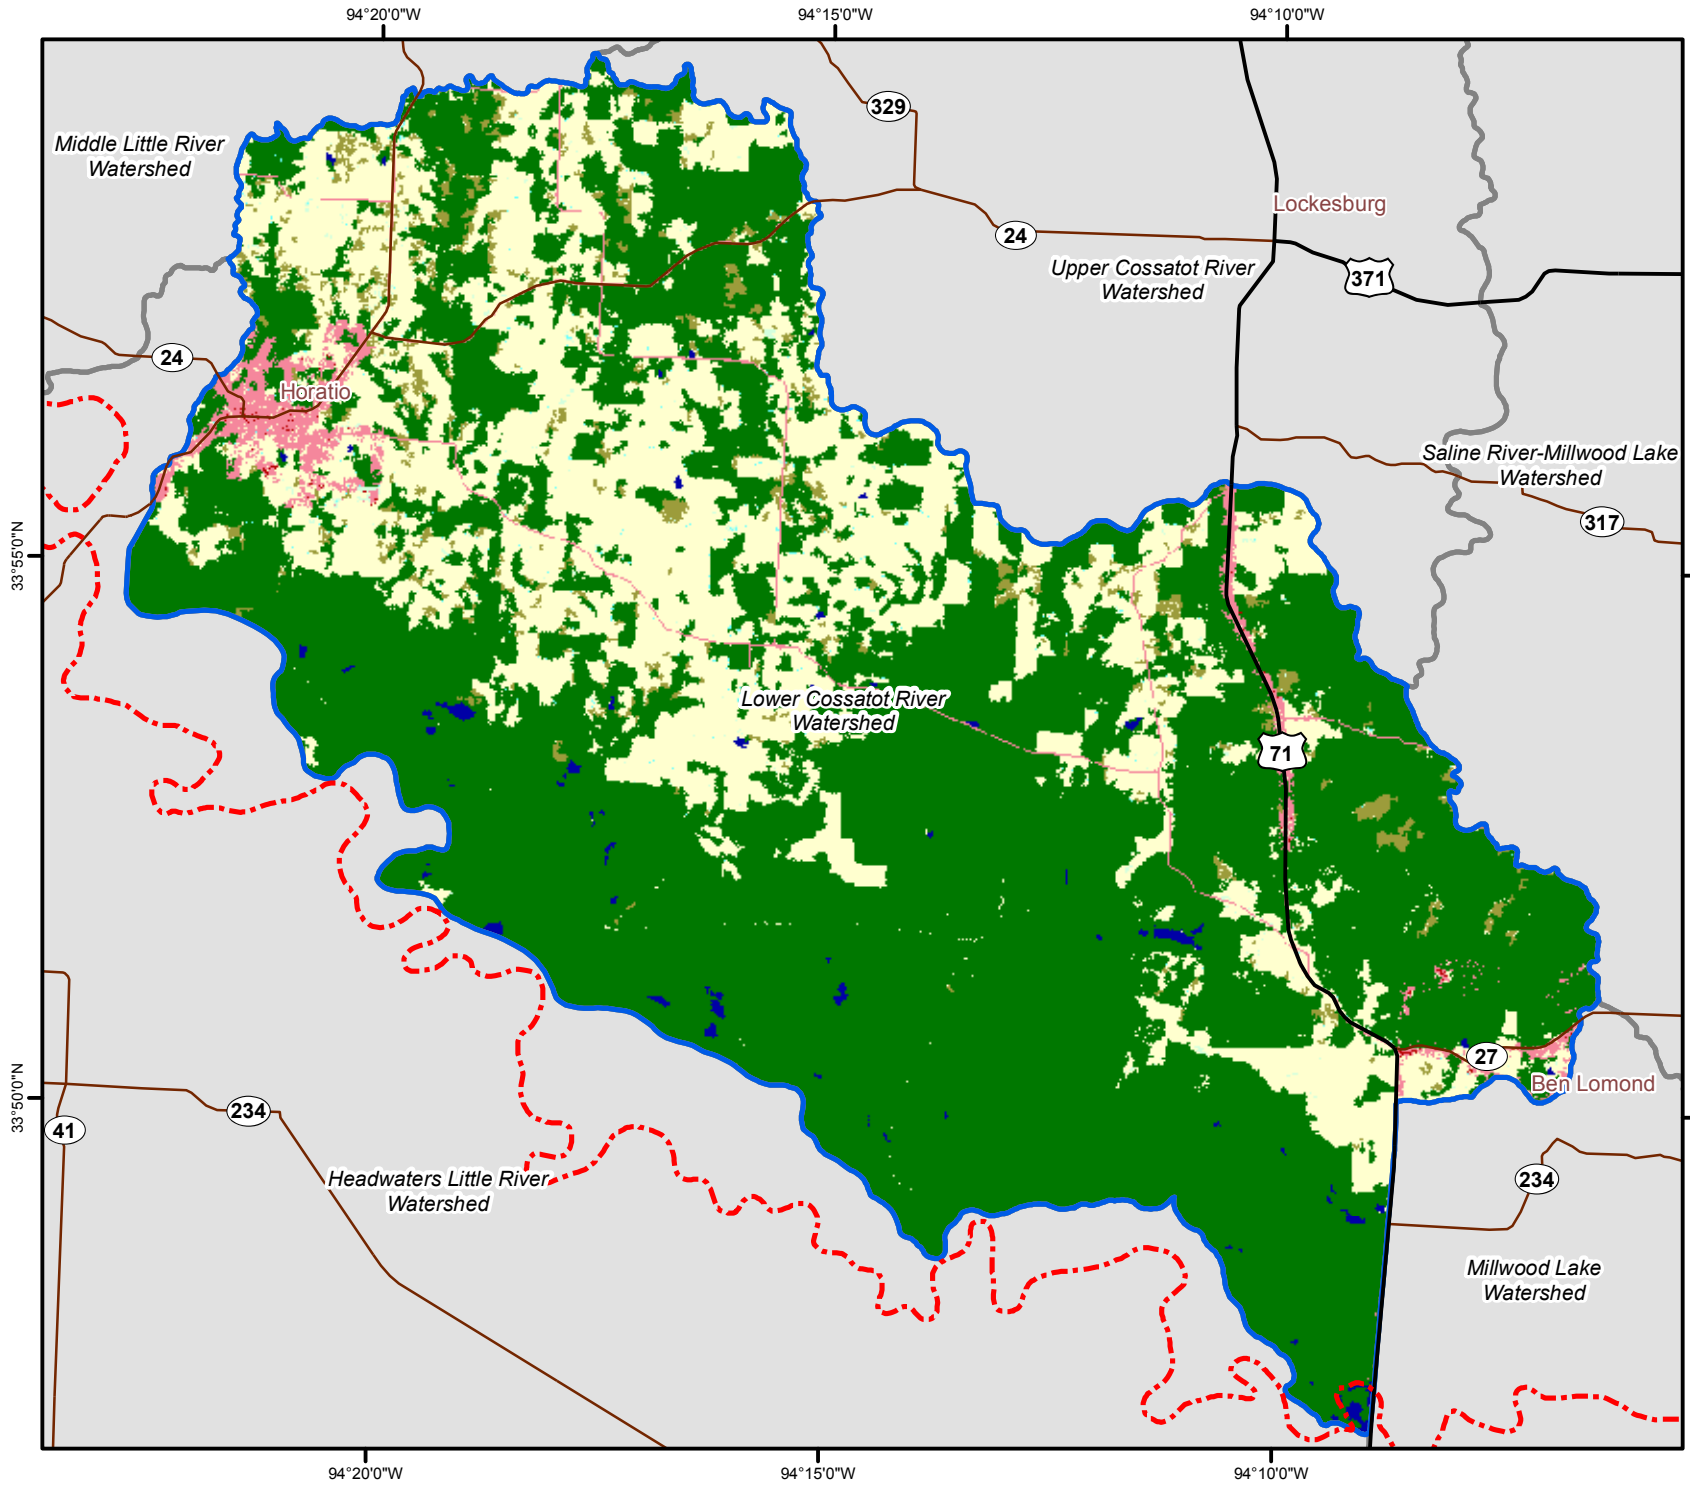 94°20'0"W
94°15'0"W
94°10'0"W
329
Middle Little River
Watershed
Lockesburg
24
Upper Cossatot River
Watershed
371
24
Horatio
Saline River-Millwood Lake
Watershed
317
33°55'0"N
Lower Cossatot River
Watershed
71
27
Ben Lomond
33°50'0"N
234
41
Headwaters Little River
Watershed
234
Millwood Lake
Watershed
94°20'0"W
94°15'0"W
94°10'0"W